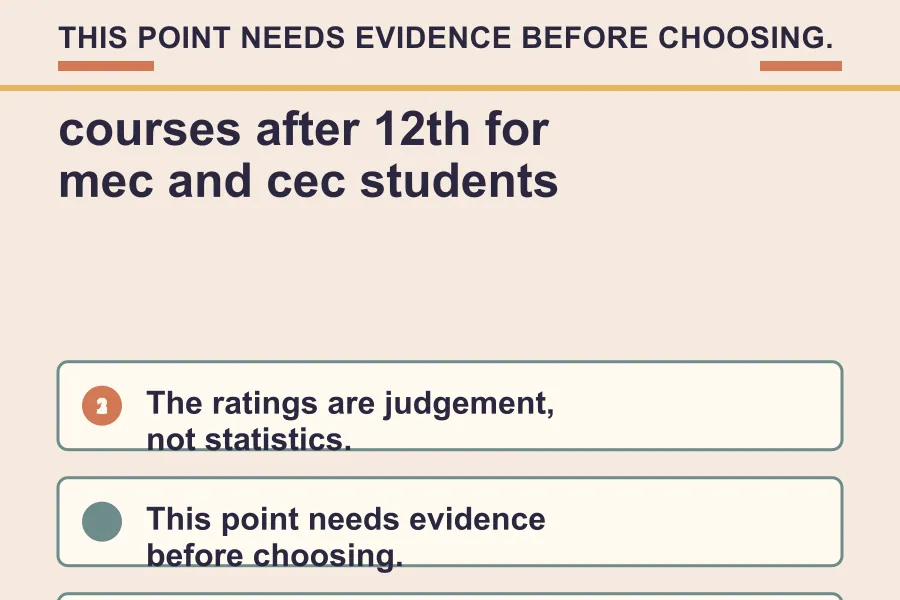 THIS POINT NEEDS EVIDENCE BEFORE CHOOSING.
courses after 12th for
mec and cec students
The ratings are judgement,
not statistics.
This point needs evidence
before choosing.